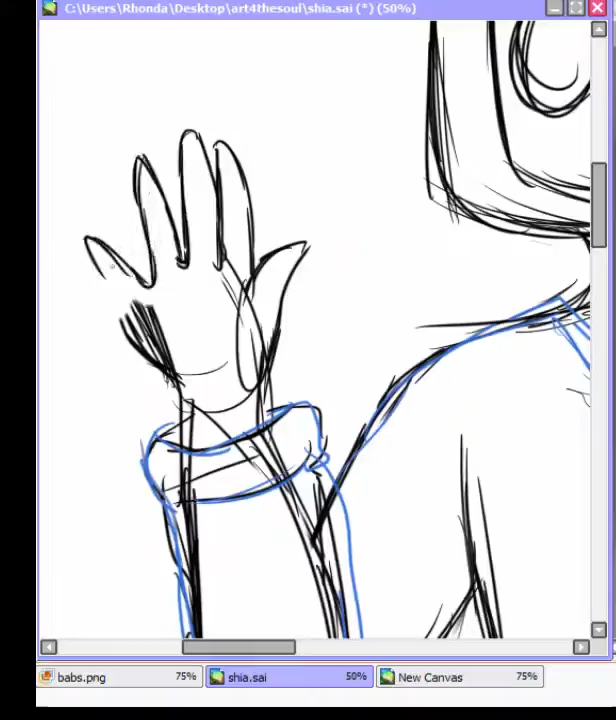 C:\Users\Rhonda\Desktop\art4thesoul\shia.sai (*) (50%)
babs.png 75% shia.sai 50% New Canvas 75%